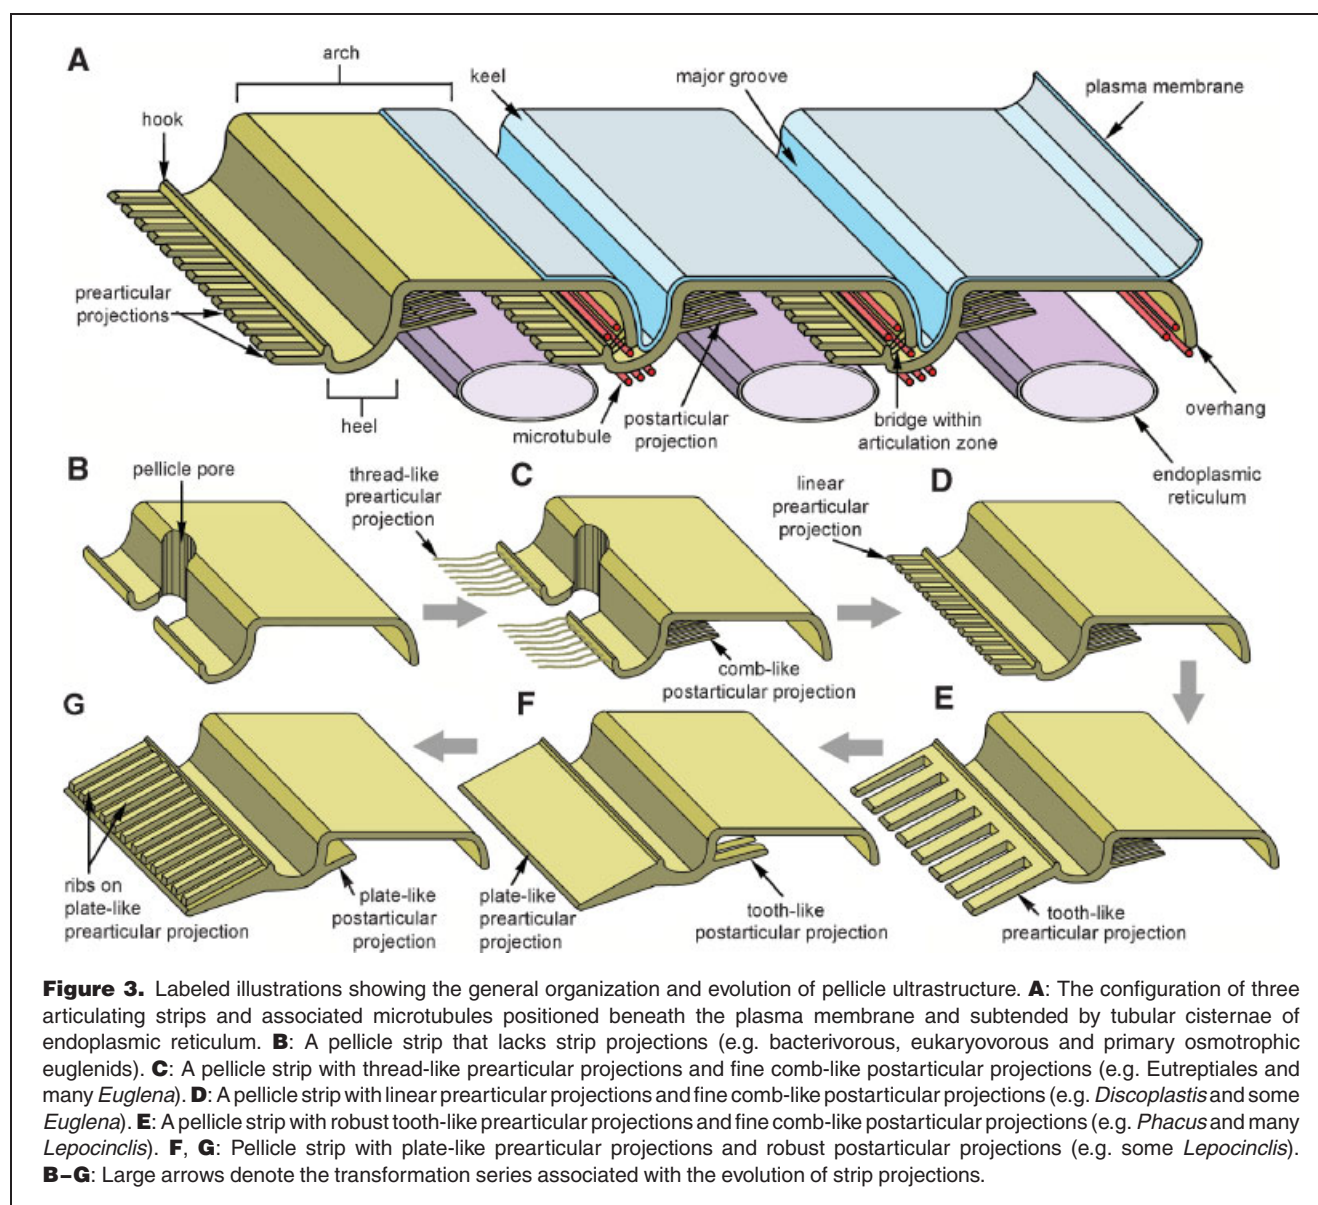 A
arch
keel
major groove
plasma membrane
hook
prearticular
projections
heel
microtubule
postarticular
projection
bridge within
articulation zone
overhang
endoplasmic
reticulum
B
pellicle pore
thread-like
prearticular
projection
C
comb-like
postarticular projection
linear
prearticular
projection
D
G
ribs on
plate-like
prearticular projection
plate-like
postarticular
projection
F
plate-like
prearticular
projection
tooth-like
postarticular projection
E
tooth-like
prearticular projection
Figure 3. Labeled illustrations showing the general organization and evolution of pellicle ultrastructure. A: The configuration of three
articulating strips and associated microtubules positioned beneath the plasma membrane and subtended by tubular cisternae of
endoplasmic reticulum. B: A pellicle strip that lacks strip projections (e.g. bacterivorous, eukaryovorous and primary osmotrophic
euglenids). C: A pellicle strip with thread-like prearticular projections and fine comb-like postarticular projections (e.g. Eutreptiales and
many Euglena). D: A pellicle strip with linear prearticular projections and fine comb-like postarticular projections (e.g. Discoplastis and some
Euglena). E: A pellicle strip with robust tooth-like prearticular projections and fine comb-like postarticular projections (e.g. Phacus and many
Lepocinclis). F, G: Pellicle strip with plate-like prearticular projections and robust postarticular projections (e.g. some Lepocinclis).
B–G: Large arrows denote the transformation series associated with the evolution of strip projections.